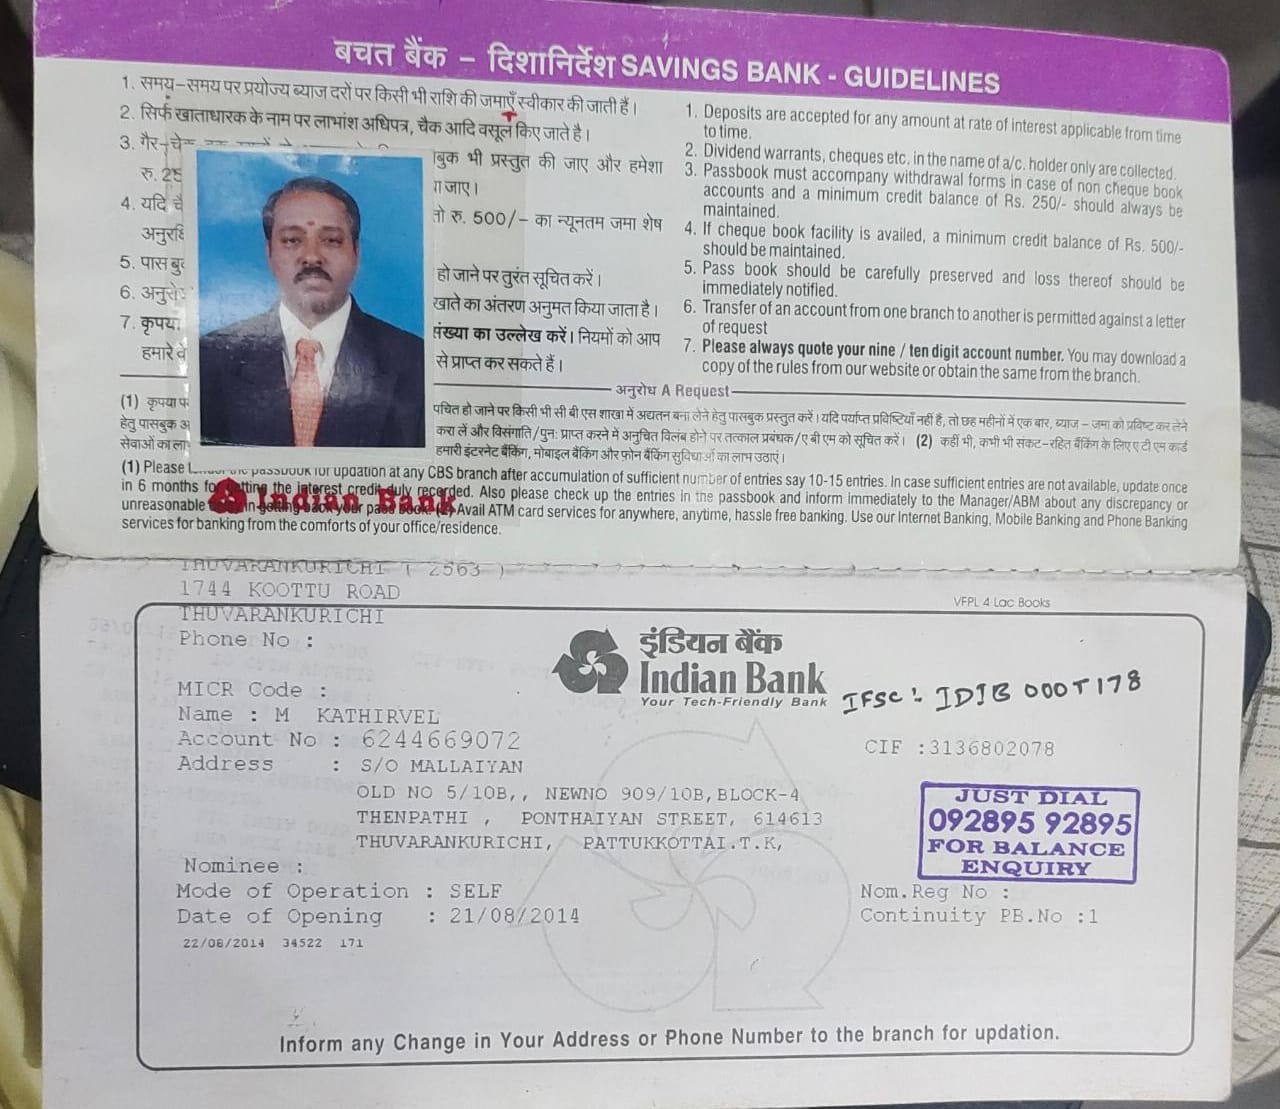 बचत बैंक – दिशानिर्देश SAVINGS BANK - GUIDELINES
1. समय–समय पर प्रयोज्य ब्याज दरों पर किसी भी राशि की जमाएँ स्वीकार की जाती हैं।
2. सिर्फ खाताधारक के नाम पर लाभांश अधिपत्र, चैक आदि वसूल किए जाते है।
3. गैर–चेक
बुक भी प्रस्तुत की जाए और हमेशा
रु. 25
जाए।
4. यदि चै
तो रु. 500/– का न्यूनतम जमा शेष
अनुरक्षि
5. पास बु
हो जाने पर तुरंत सूचित करें।
6. अनुरो
खाते का अंतरण अनुमत किया जाता है।
7. कृपया
संख्या का उल्लेख करें। नियमों को आप
हमारे वे
से प्राप्त कर सकते हैं।
1. Deposits are accepted for any amount at rate of interest applicable from time
to time.
2. Dividend warrants, cheques etc. in the name of a/c. holder only are collected.
3. Passbook must accompany withdrawal forms in case of non cheque book
accounts and a minimum credit balance of Rs. 250/- should always be
maintained.
4. If cheque book facility is availed, a minimum credit balance of Rs. 500/-
should be maintained.
5. Pass book should be carefully preserved and loss thereof should be
immediately notified.
6. Transfer of an account from one branch to another is permitted against a letter
of request
7. Please always quote your nine / ten digit account number. You may download a
copy of the rules from our website or obtain the same from the branch.
अनुरोध A Request
(1) कृपया प
चित हो जाने पर किसी भी सी बी एस शाखा में अद्यतन बना लेने हेतु पासबुक प्रस्तुत करें। यदि पर्याप्त प्रविष्टियाँ नहीं हैं, तो छह महीनों में एक बार, ब्याज – जमा को प्रविष्ट कर लेने
हेतु पासबुक अ
करा लें और विसंगति/पुनः प्राप्त करने में अनुचित विलंब होने पर तत्काल प्रबंधक/ए बी एम को सूचित करें। (2) कहीं भी, कभी भी संकट–रहित बैंकिंग के लिए ए टी एम कार्ड
सेवाओं का ला
हमारी इंटरनेट बैंकिंग, मोबाइल बैंकिंग और फ़ोन बैंकिंग सुविधाओं का लाभ उठाएं।
(1) Please the passbook for updation at any CBS branch after accumulation of sufficient number of entries say 10-15 entries. In case sufficient entries are not available, update once
in 6 months for getting the interest credit duly recorded. Also please check up the entries in the passbook and inform immediately to the Manager/ABM about any discrepancy or
unreasonable in getting back your pass book. (2) Avail ATM card services for anywhere, anytime, hassle free banking. Use our Internet Banking, Mobile Banking and Phone Banking
services for banking from the comforts of your office/residence.
Indian Bank
THUVARANKURICHI ( 2563 )
1744 KOOTTU ROAD
THUVARANKURICHI
Phone No :
VFPL 4 Lac Books
इंडियन बैंक
Indian Bank
Your Tech-Friendly Bank
IFSC : IDIB 000T178
MICR Code :
Name : M KATHIRVEL
Account No : 6244669072
CIF :3136802078
Address : S/O MALLAIYAN
OLD NO 5/10B,, NEWNO 909/10B,BLOCK-4
THENPATHI , PONTHAIYAN STREET, 614613
THUVARANKURICHI, PATTUKKOTTAI.T.K,
JUST DIAL
092895 92895
FOR BALANCE
ENQUIRY
Nominee :
Mode of Operation : SELF
Nom.Reg No :
Date of Opening : 21/08/2014
Continuity PB.No :1
22/08/2014 34522 171
Inform any Change in Your Address or Phone Number to the branch for updation.